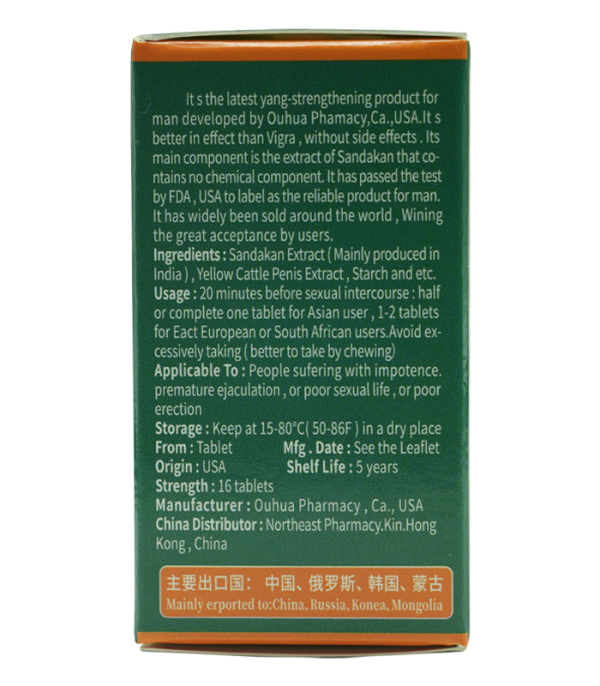 It s the latest yang-strengthening product for
man developed by Ouhua Phamacy,Ca.,USA.It s
better in effect than Vigra , without side effects . Its
main component is the extract of Sandakan that co-
ntains no chemical component. It has passed the test
by FDA , USA to label as the reliable product for man.
It has widely been sold around the world , Wining
the great acceptance by users.
Ingredients : Sandakan Extract ( Mainly produced in
India ) , Yellow Cattle Penis Extract , Starch and etc.
Usage : 20 minutes before sexual intercourse : half
or complete one tablet for Asian user , 1-2 tablets
for Eact European or South African users.Avoid ex-
cessively taking ( better to take by chewing)
Applicable To : People sufering with impotence.
premature ejaculation , or poor sexual life , or poor
erection
Storage : Keep at 15-80°C( 50-86F ) in a dry place
From : Tablet Mfg . Date : See the Leaflet
Origin : USA Shelf Life : 5 years
Strength : 16 tablets
Manufacturer : Ouhua Pharmacy , Ca., USA
China Distributor : Northeast Pharmacy.Kin.Hong
Kong , China
主要出口国： 中国、俄罗斯、韩国、蒙古
Mainly erported to:China, Russia, Konea, Mongolia